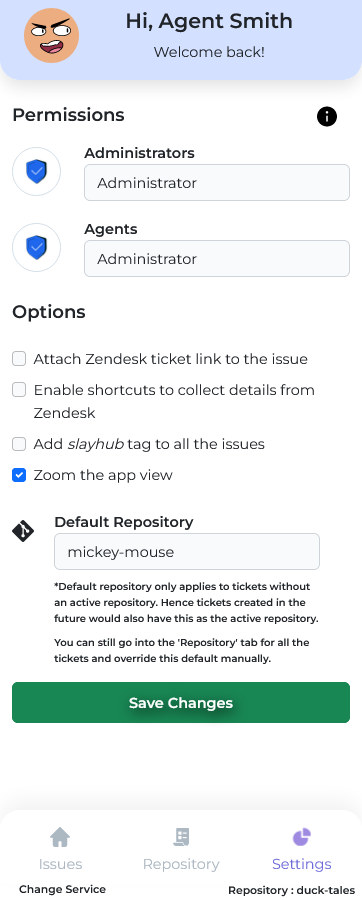 Hi, Agent Smith
Welcome back!
Permissions
Administrators
Administrator
Agents
Administrator
Options
Attach Zendesk ticket link to the issue
Enable shortcuts to collect details from
Zendesk
Add slayhub tag to all the issues
Zoom the app view
Default Repository
mickey-mouse
*Default repository only applies to tickets without
an active repository. Hence tickets created in the
future would also have this as the active repository.
You can still go into the 'Repository' tab for all the
tickets and override this default manually.
Save Changes
Issues Repository Settings
Change Service Repository : duck-tales